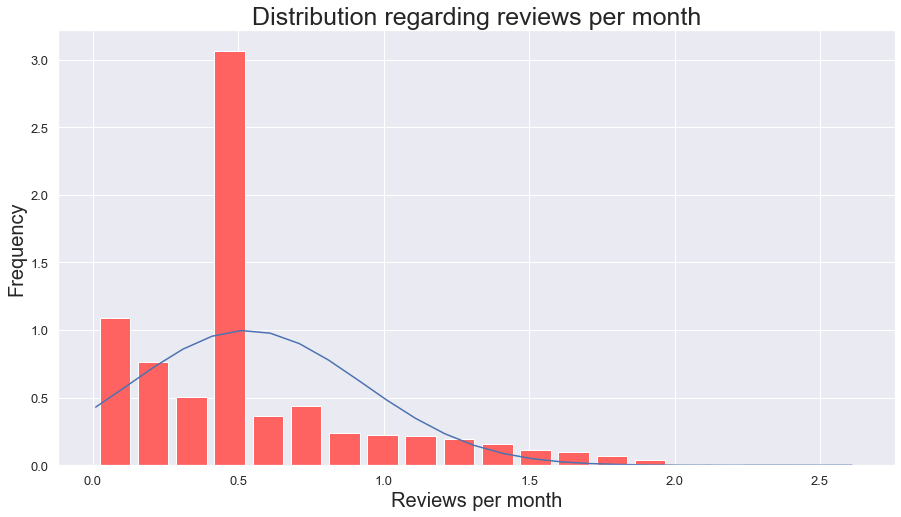 Distribution regarding reviews per month
Frequency
3.0
2.5
2.0
1.5
1.0
0.5
0.0
0.0 0.5 1.0 1.5 2.0 2.5
Reviews per month